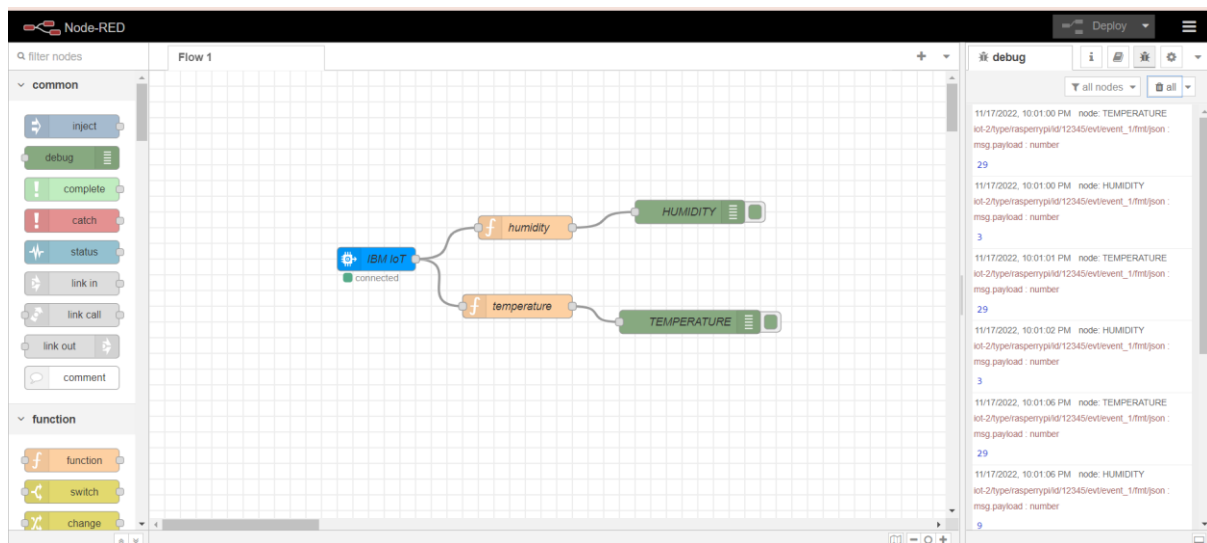 Node-RED
Deploy
filter nodes
Flow 1
debug
i
all nodes
all
common
inject
debug
complete
catch
status
link in
link call
link out
comment
function
function
switch
change
IBM IoT
connected
humidity
temperature
HUMIDITY
TEMPERATURE
11/17/2022, 10:01:00 PM node: TEMPERATURE
iot-2/type/rasperrypi/id/12345/evt/event_1/fmt/json :
msg.payload : number
29
11/17/2022, 10:01:00 PM node: HUMIDITY
iot-2/type/rasperrypi/id/12345/evt/event_1/fmt/json :
msg.payload : number
3
11/17/2022, 10:01:01 PM node: TEMPERATURE
iot-2/type/rasperrypi/id/12345/evt/event_1/fmt/json :
msg.payload : number
29
11/17/2022, 10:01:02 PM node: HUMIDITY
iot-2/type/rasperrypi/id/12345/evt/event_1/fmt/json :
msg.payload : number
3
11/17/2022, 10:01:06 PM node: TEMPERATURE
iot-2/type/rasperrypi/id/12345/evt/event_1/fmt/json :
msg.payload : number
29
11/17/2022, 10:01:06 PM node: HUMIDITY
iot-2/type/rasperrypi/id/12345/evt/event_1/fmt/json :
msg.payload : number
9